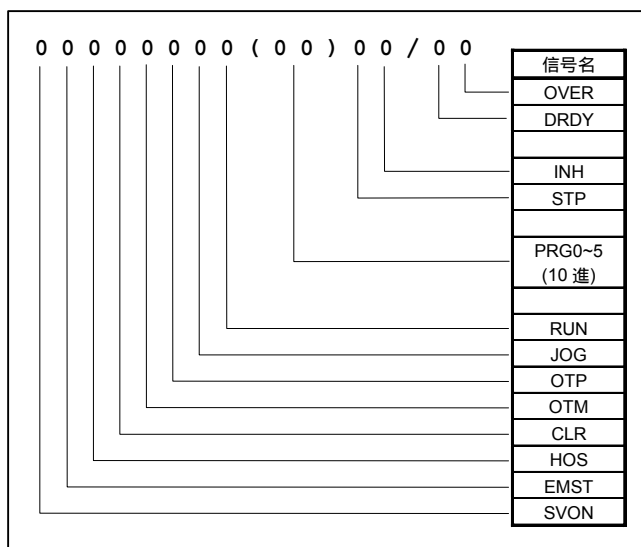 0 0 0 0 0 0 0 0 ( 0 0 ) 0 0 / 0 0
信号名
OVER
DRDY
INH
STP
PRG0~5
(10 進)
RUN
JOG
OTP
OTM
CLR
HOS
EMST
SVON